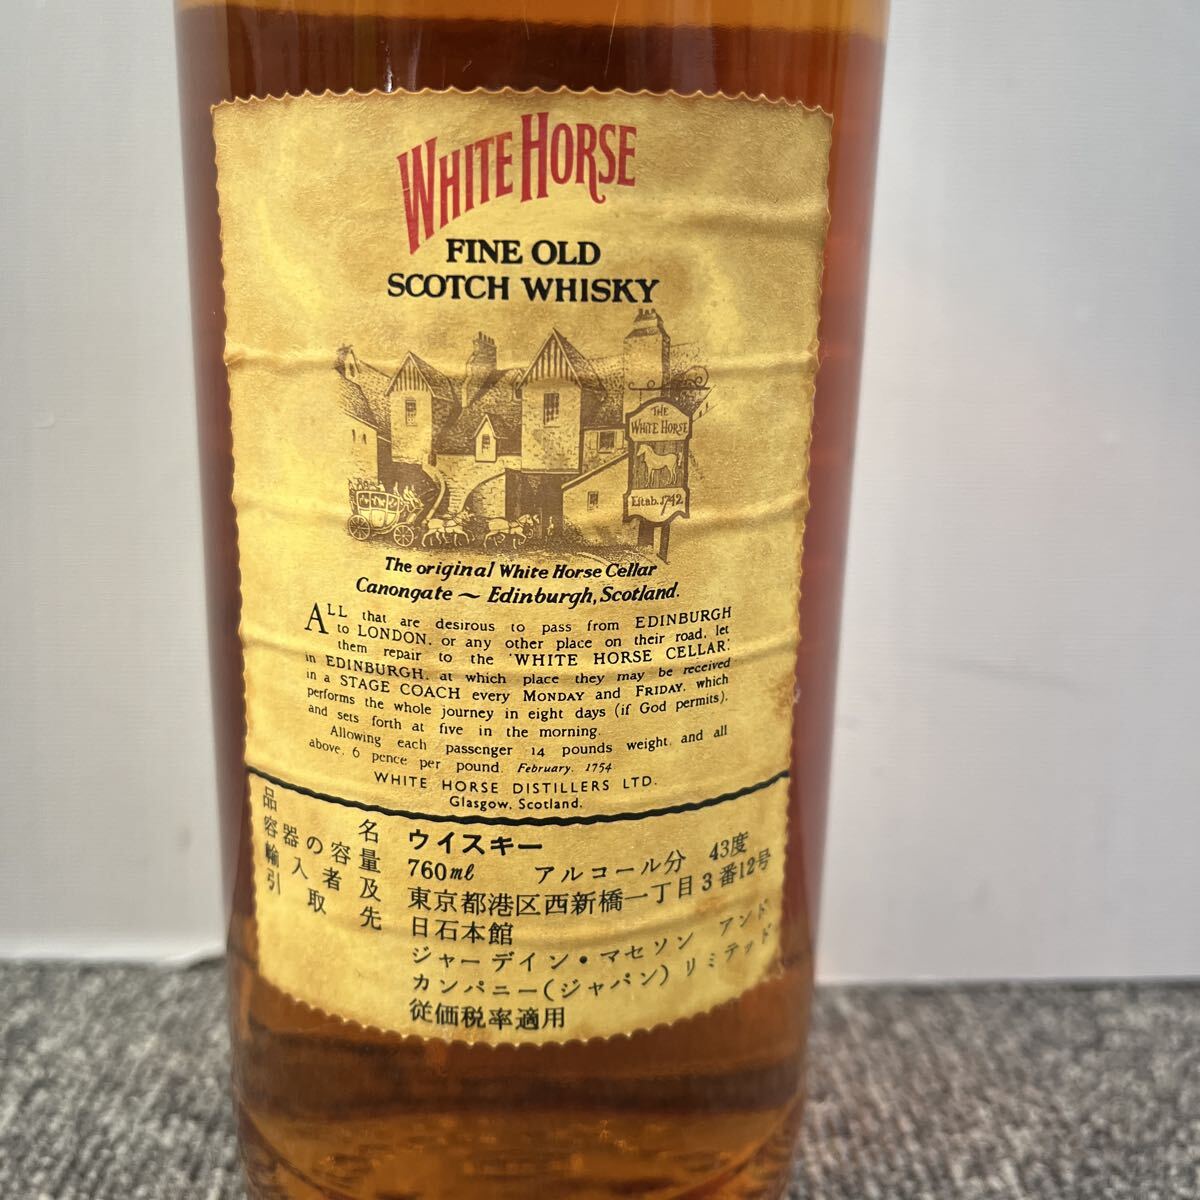 WHITE HORSE
FINE OLD
SCOTCH WHISKY
THE
WHITE HORSE
Estab. 1742
The original White Horse Cellar
Canongate ~ Edinburgh, Scotland.
ALL that are desirous to pass from EDINBURGH
to LONDON, or any other place on their road, let
them repair to the 'WHITE HORSE CELLAR'
in EDINBURGH, at which place they may be received
in a STAGE COACH every MONDAY and FRIDAY, which
performs the whole journey in eight days (if God permits),
and sets forth at five in the morning.
Allowing each passenger 14 pounds weight, and all
above, 6 pence per pound. February, 1754
WHITE HORSE DISTILLERS LTD.
Glasgow, Scotland.
品名 ウイスキー
容器の容量 760ml アルコール分 43度
輸入者及 東京都港区西新橋一丁目3番12号
引取先 日石本館
ジャーデイン・マセソン アンド
カンパニー(ジャパン) リミテッド
従価税率適用